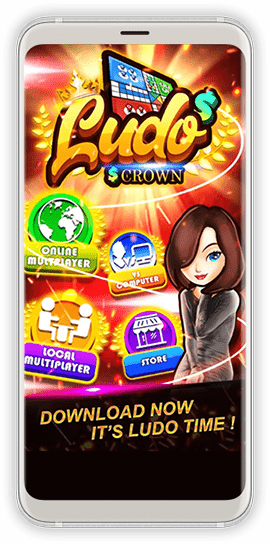 Ludo$
$ CROWN
ONLINE
MULTIPLAYER
VS
COMPUTER
LOCAL
MULTIPLAYER
STORE
DOWNLOAD NOW
IT'S LUDO TIME !